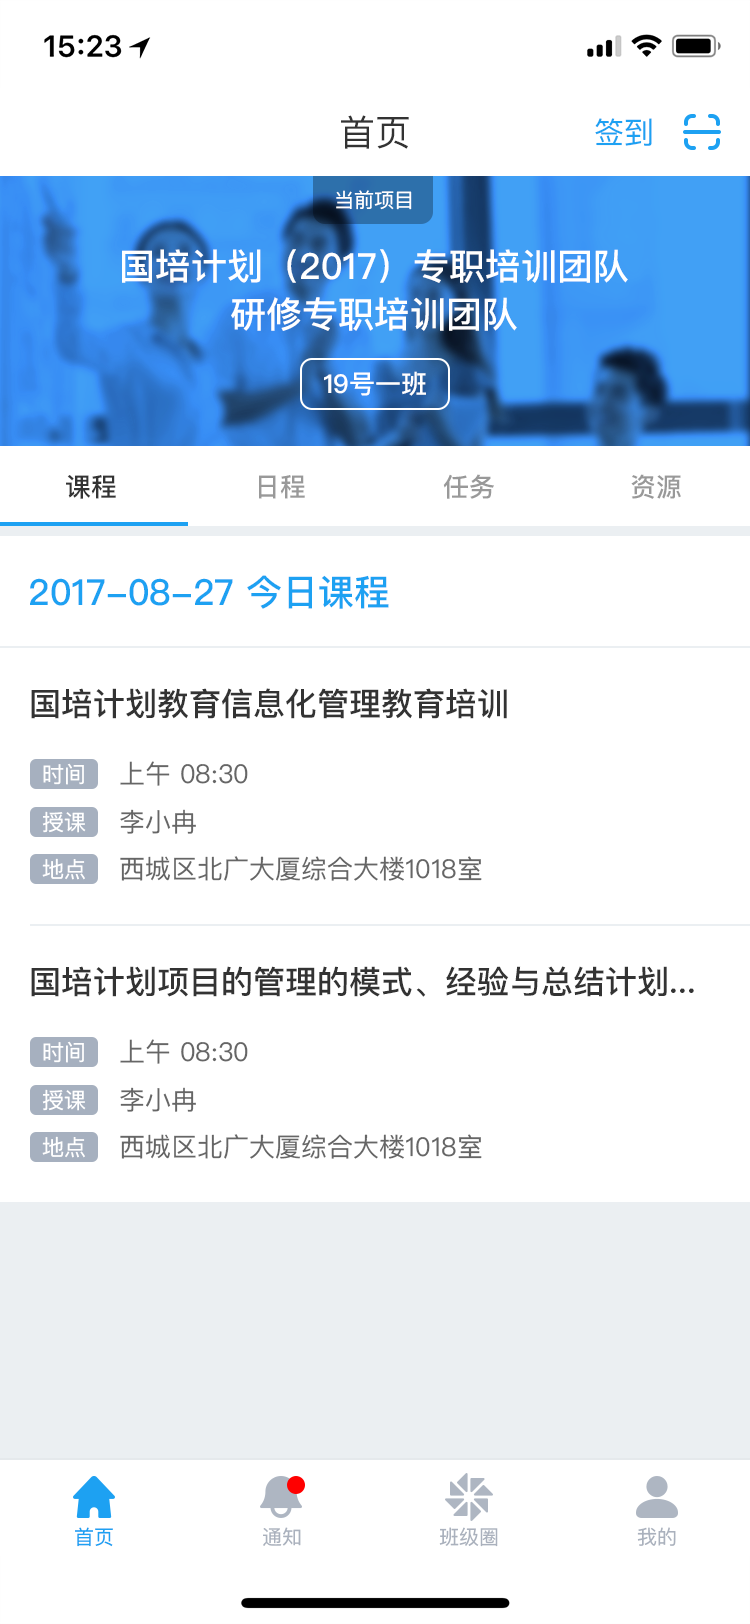 15:23
首页
签到
当前项目
国培计划（2017）专职培训团队
研修专职培训团队
19号一班
课程
日程
任务
资源
2017-08-27 今日课程
国培计划教育信息化管理教育培训
时间 上午 08:30
授课 李小冉
地点 西城区北广大厦综合大楼1018室
国培计划项目的管理的模式、经验与总结计划...
时间 上午 08:30
授课 李小冉
地点 西城区北广大厦综合大楼1018室
首页
通知
班级圈
我的